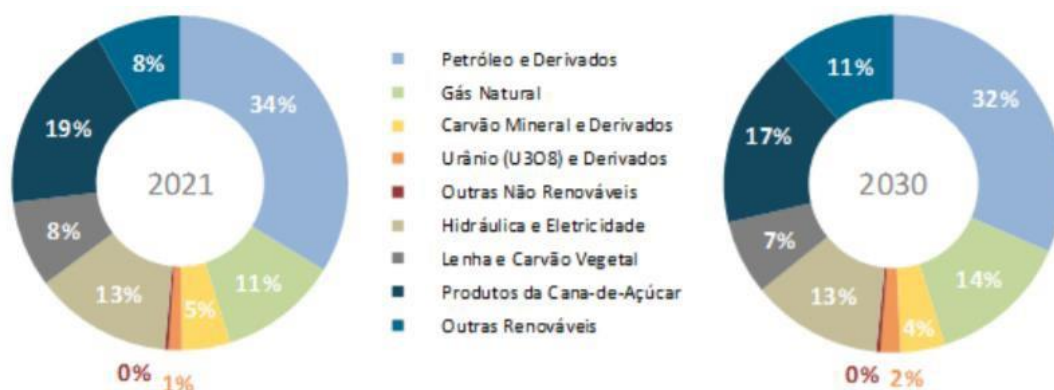 8%
34%
19%
2021
8%
11%
13%
5%
0%
1%
Petróleo e Derivados
Gás Natural
Carvão Mineral e Derivados
Urânio (U3O8) e Derivados
Outras Não Renováveis
Hidráulica e Eletricidade
Lenha e Carvão Vegetal
Produtos da Cana-de-Açúcar
Outras Renováveis
11%
32%
17%
2030
7%
14%
13%
4%
0%
2%